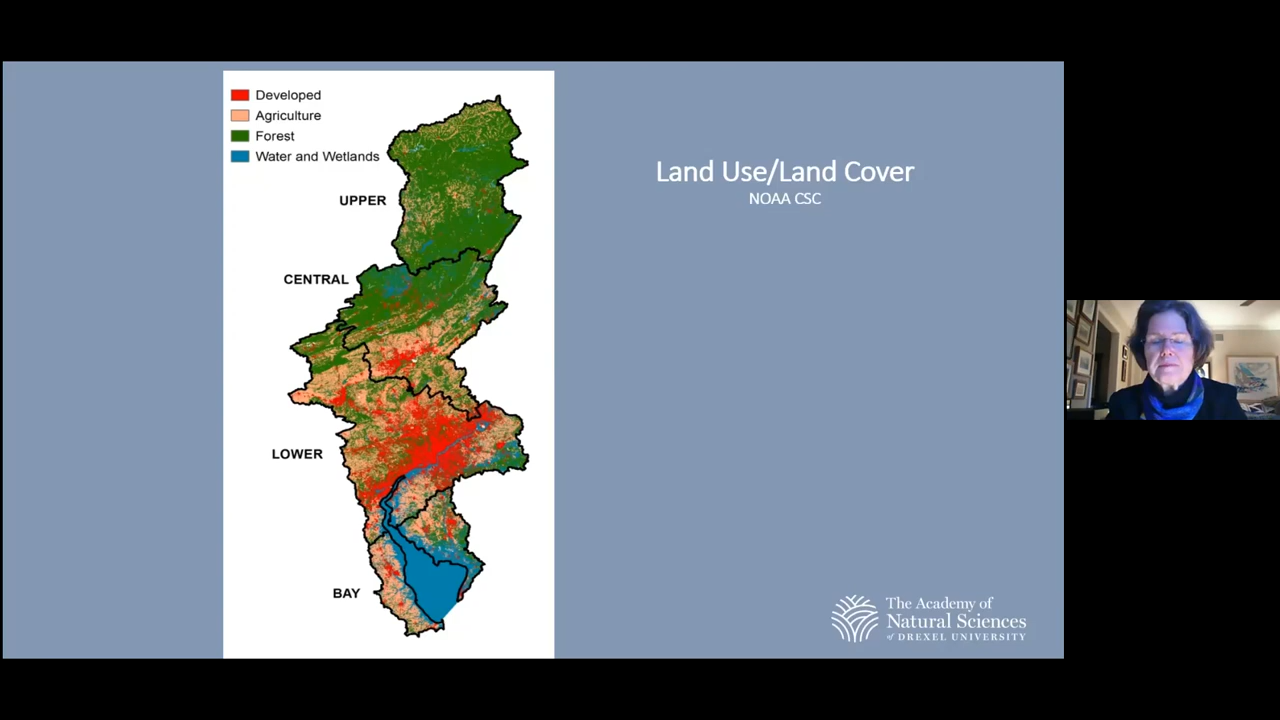 Developed
Agriculture
Forest
Water and Wetlands
UPPER
CENTRAL
LOWER
BAY
Land Use/Land Cover
NOAA CSC
The Academy of
Natural Sciences
of DREXEL UNIVERSITY